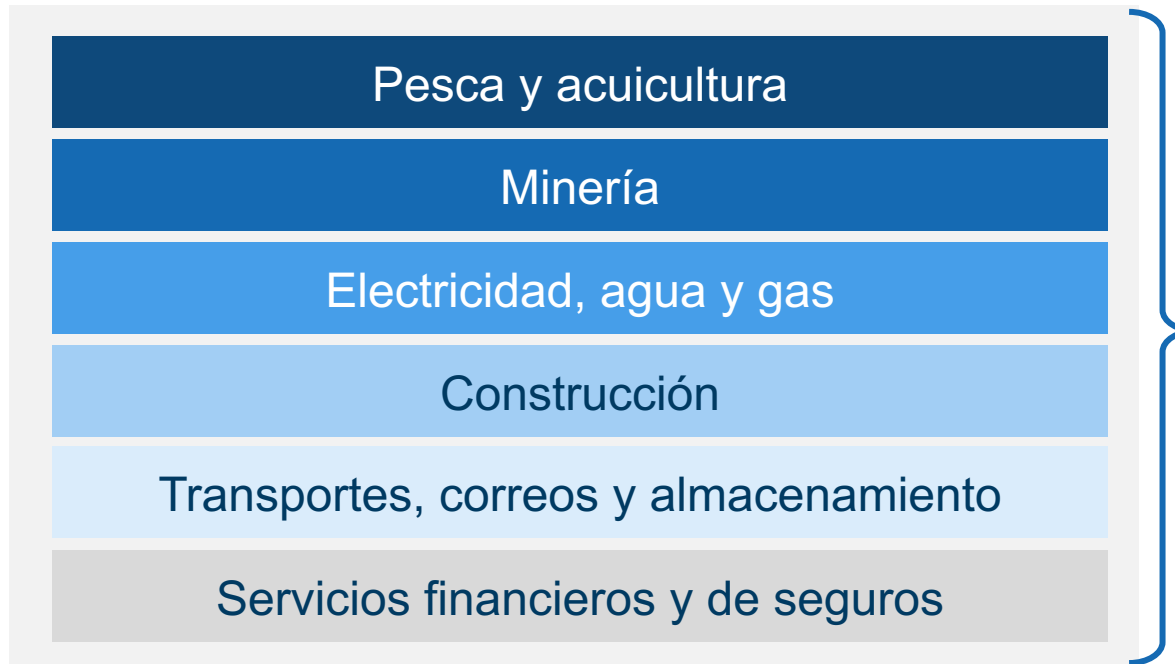 Pesca y acuicultura
Minería
Electricidad, agua y gas
Construcción
Transportes, correos y almacenamiento
Servicios financieros y de seguros